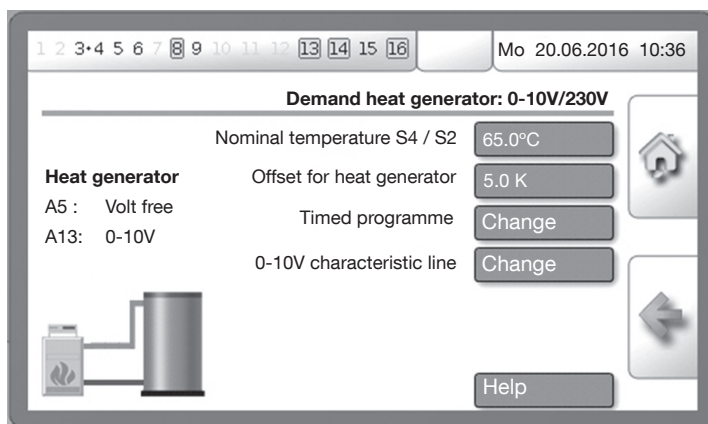 1 2 3•4 5 6 7 8 9 10 11 12 13 14 15 16 Mo 20.06.2016 10:36
Demand heat generator: 0-10V/230V
Nominal temperature S4 / S2 65.0°C
Heat generator Offset for heat generator 5.0 K
A5 : Volt free Timed programme Change
A13: 0-10V
0-10V characteristic line Change
Help